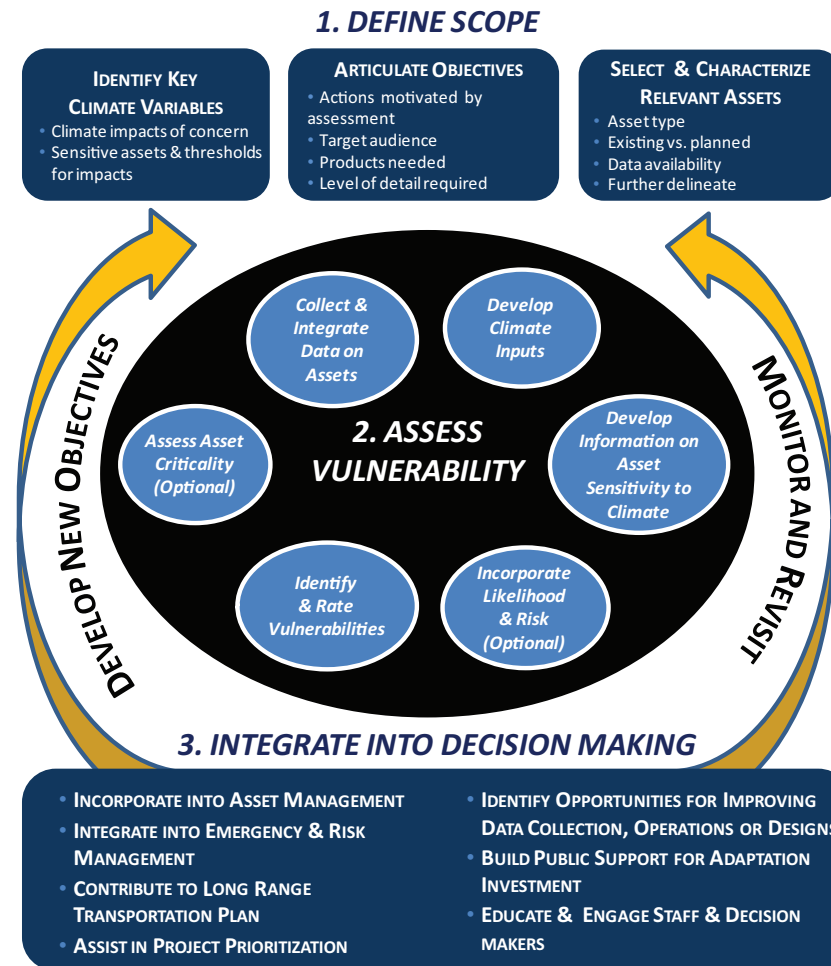 1. DEFINE SCOPE
IDENTIFY KEY
CLIMATE VARIABLES
• Climate impacts of concern
• Sensitive assets & thresholds
for impacts
ARTICULATE OBJECTIVES
• Actions motivated by
assessment
• Target audience
• Products needed
• Level of detail required
SELECT & CHARACTERIZE
RELEVANT ASSETS
• Asset type
• Existing vs. planned
• Data availability
• Further delineate
DEVELOP NEW OBJECTIVES
MONITOR AND REVISIT
2. ASSESS
VULNERABILITY
Collect &
Integrate
Data on
Assets
Develop
Climate
Inputs
Assess Asset
Criticality
(Optional)
Develop
Information on
Asset
Sensitivity to
Climate
Identify
& Rate
Vulnerabilities
Incorporate
Likelihood
& Risk
(Optional)
3. INTEGRATE INTO DECISION MAKING
• INCORPORATE INTO ASSET MANAGEMENT
• INTEGRATE INTO EMERGENCY & RISK
MANAGEMENT
• CONTRIBUTE TO LONG RANGE
TRANSPORTATION PLAN
• ASSIST IN PROJECT PRIORITIZATION
• IDENTIFY OPPORTUNITIES FOR IMPROVING
DATA COLLECTION, OPERATIONS OR DESIGNS
• BUILD PUBLIC SUPPORT FOR ADAPTATION
INVESTMENT
• EDUCATE & ENGAGE STAFF & DECISION
MAKERS